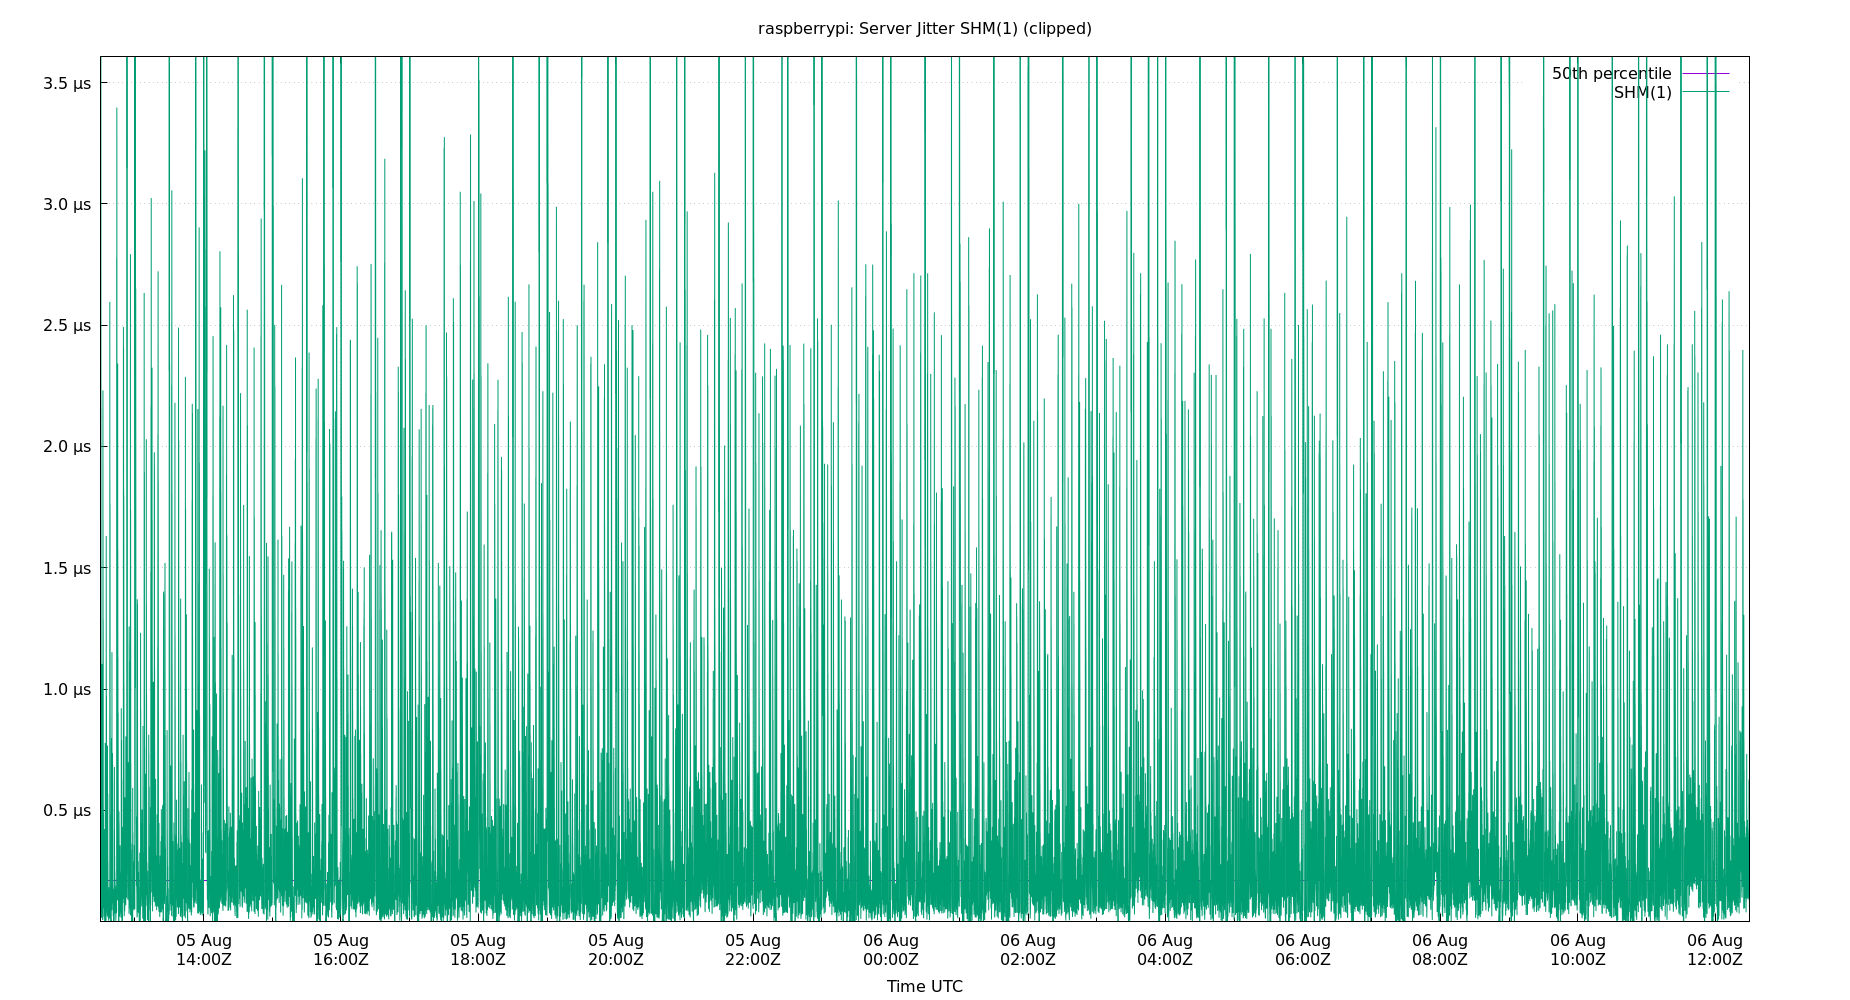 raspberrypi: Server Jitter SHM(1) (clipped)
50th percentile
SHM(1)
3.5 µs
3.0 µs
2.5 µs
2.0 µs
1.5 µs
1.0 µs
0.5 µs
05 Aug 05 Aug 05 Aug 05 Aug 05 Aug 06 Aug 06 Aug 06 Aug 06 Aug 06 Aug 06 Aug 06 Aug
14:00Z 16:00Z 18:00Z 20:00Z 22:00Z 00:00Z 02:00Z 04:00Z 06:00Z 08:00Z 10:00Z 12:00Z
Time UTC